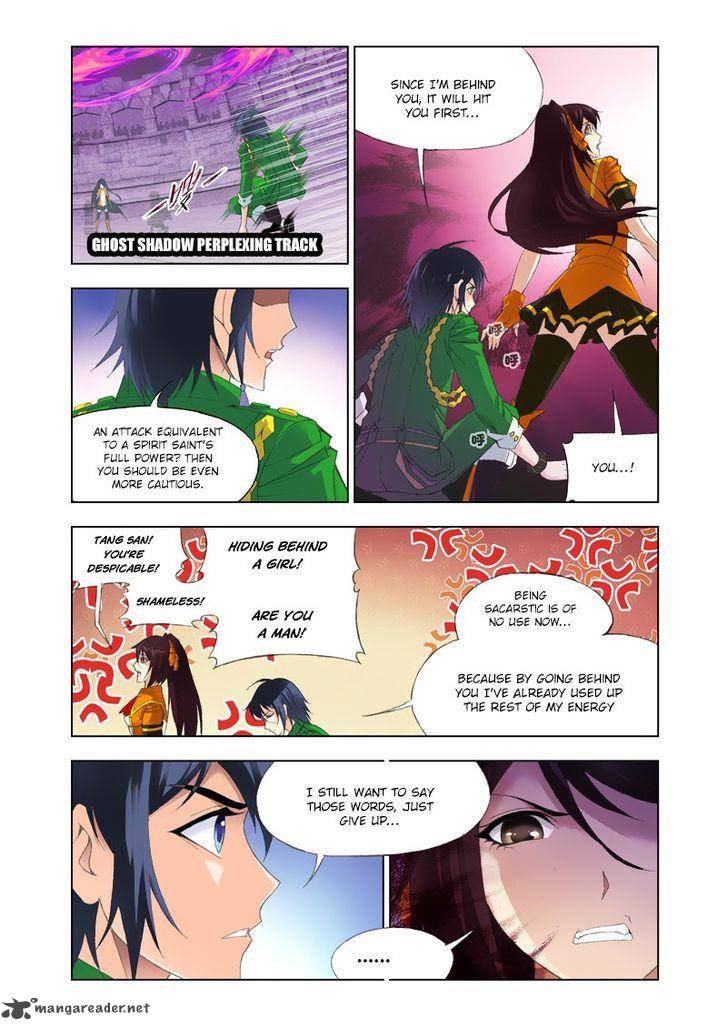 GHOST SHADOW PERPLEXING TRACK
SINCE I'M BEHIND
YOU, IT WILL HIT
YOU FIRST...
呼
呼
呼
YOU...!
AN ATTACK EQUIVALENT
TO A SPIRIT SAINT'S
FULL POWER? THEN
YOU SHOULD BE EVEN
MORE CAUTIOUS.
TANG SAN!
YOU'RE
DESPICABLE!
SHAMELESS!
HIDING BEHIND
A GIRL!
ARE YOU
A MAN!
BEING
SACARSTIC IS OF
NO USE NOW...
BECAUSE BY GOING BEHIND
YOU I'VE ALREADY USED UP
THE REST OF MY ENERGY
I STILL WANT TO SAY
THOSE WORDS, JUST
GIVE UP...
......
mangareader.net